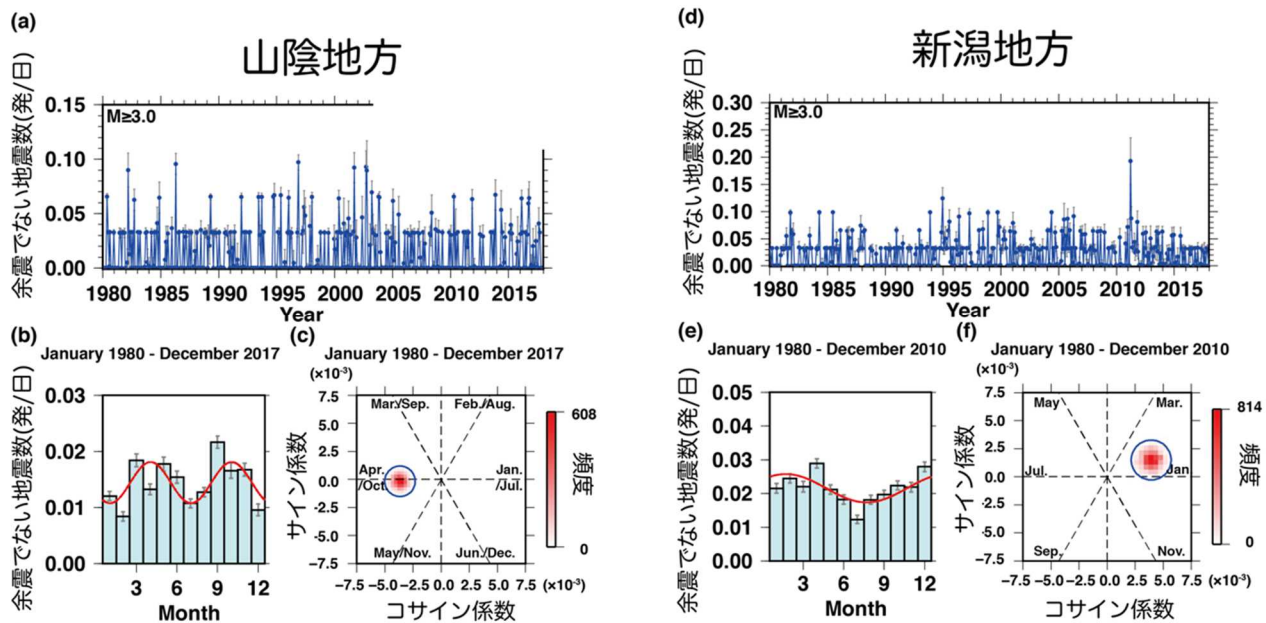 (a)
山陰地方
余震でない地震数(発/日)
M≥3.0
0.15
0.10
0.05
0.00
1980 1985 1990 1995 2000 2005 2010 2015
Year
(b)
January 1980 - December 2017
余震でない地震数(発/日)
0.03
0.02
0.01
0.00
3 6 9 12
Month
(c)
January 1980 - December 2017
(×10⁻³)
サイン係数
7.5
5.0
2.5
0.0
−2.5
−5.0
−7.5
Mar./Sep. Feb./Aug.
Apr. Jan.
/Oct. /Jul.
May/Nov. Jun./Dec.
−7.5 −5.0 −2.5 0.0 2.5 5.0 7.5 (×10⁻³)
コサイン係数
608
頻度
0
(d)
新潟地方
余震でない地震数(発/日)
M≥3.0
0.30
0.25
0.20
0.15
0.10
0.05
0.00
1980 1985 1990 1995 2000 2005 2010 2015
Year
(e)
January 1980 - December 2010
余震でない地震数(発/日)
0.05
0.04
0.03
0.02
0.01
0.00
3 6 9 12
Month
(f)
January 1980 - December 2010
(×10⁻³)
サイン係数
7.5
5.0
2.5
0.0
−2.5
−5.0
−7.5
May Mar.
Jul. Jan.
Sep. Nov.
−7.5 −5.0 −2.5 0.0 2.5 5.0 7.5 (×10⁻³)
コサイン係数
814
頻度
0